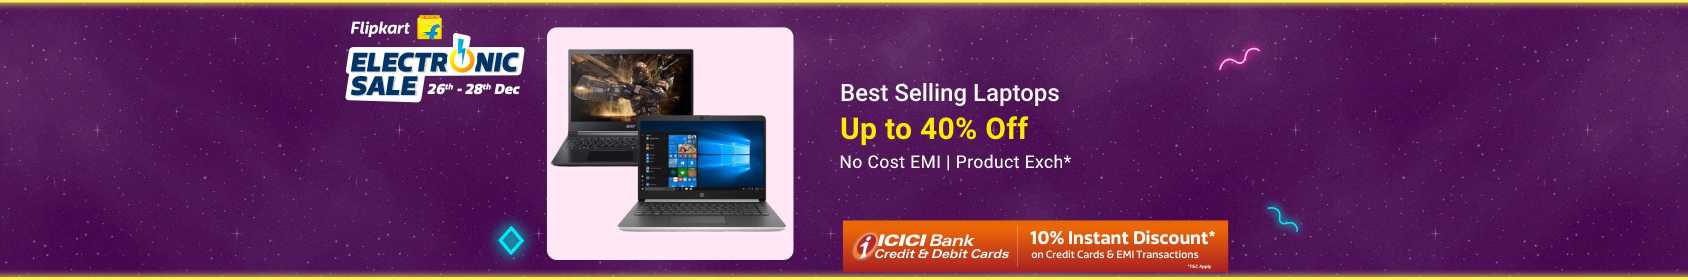 Flipkart
ELECTRONIC
SALE 26th - 28th Dec
Best Selling Laptops
Up to 40% Off
No Cost EMI | Product Exch*
ICICI Bank
Credit & Debit Cards
10% Instant Discount*
on Credit Cards & EMI Transactions
*T&C Apply